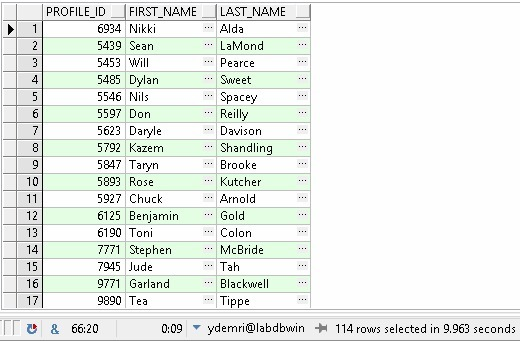 PROFILE_ID FIRST_NAME LAST_NAME
1 6934 Nikki ... Alda ...
2 5439 Sean ... LaMond ...
3 5453 Will ... Pearce ...
4 5485 Dylan ... Sweet ...
5 5546 Nils ... Spacey ...
6 5597 Don ... Reilly ...
7 5623 Daryle ... Davison ...
8 5792 Kazem ... Shandling ...
9 5847 Taryn ... Brooke ...
10 5893 Rose ... Kutcher ...
11 5927 Chuck ... Arnold ...
12 6125 Benjamin ... Gold ...
13 6190 Toni ... Colon ...
14 7771 Stephen ... McBride ...
15 7945 Jude ... Tah ...
16 9771 Garland ... Blackwell ...
17 9890 Tea ... Tippe ...
& 66:20 0:09 ydemri@labdbwin 114 rows selected in 9.963 seconds